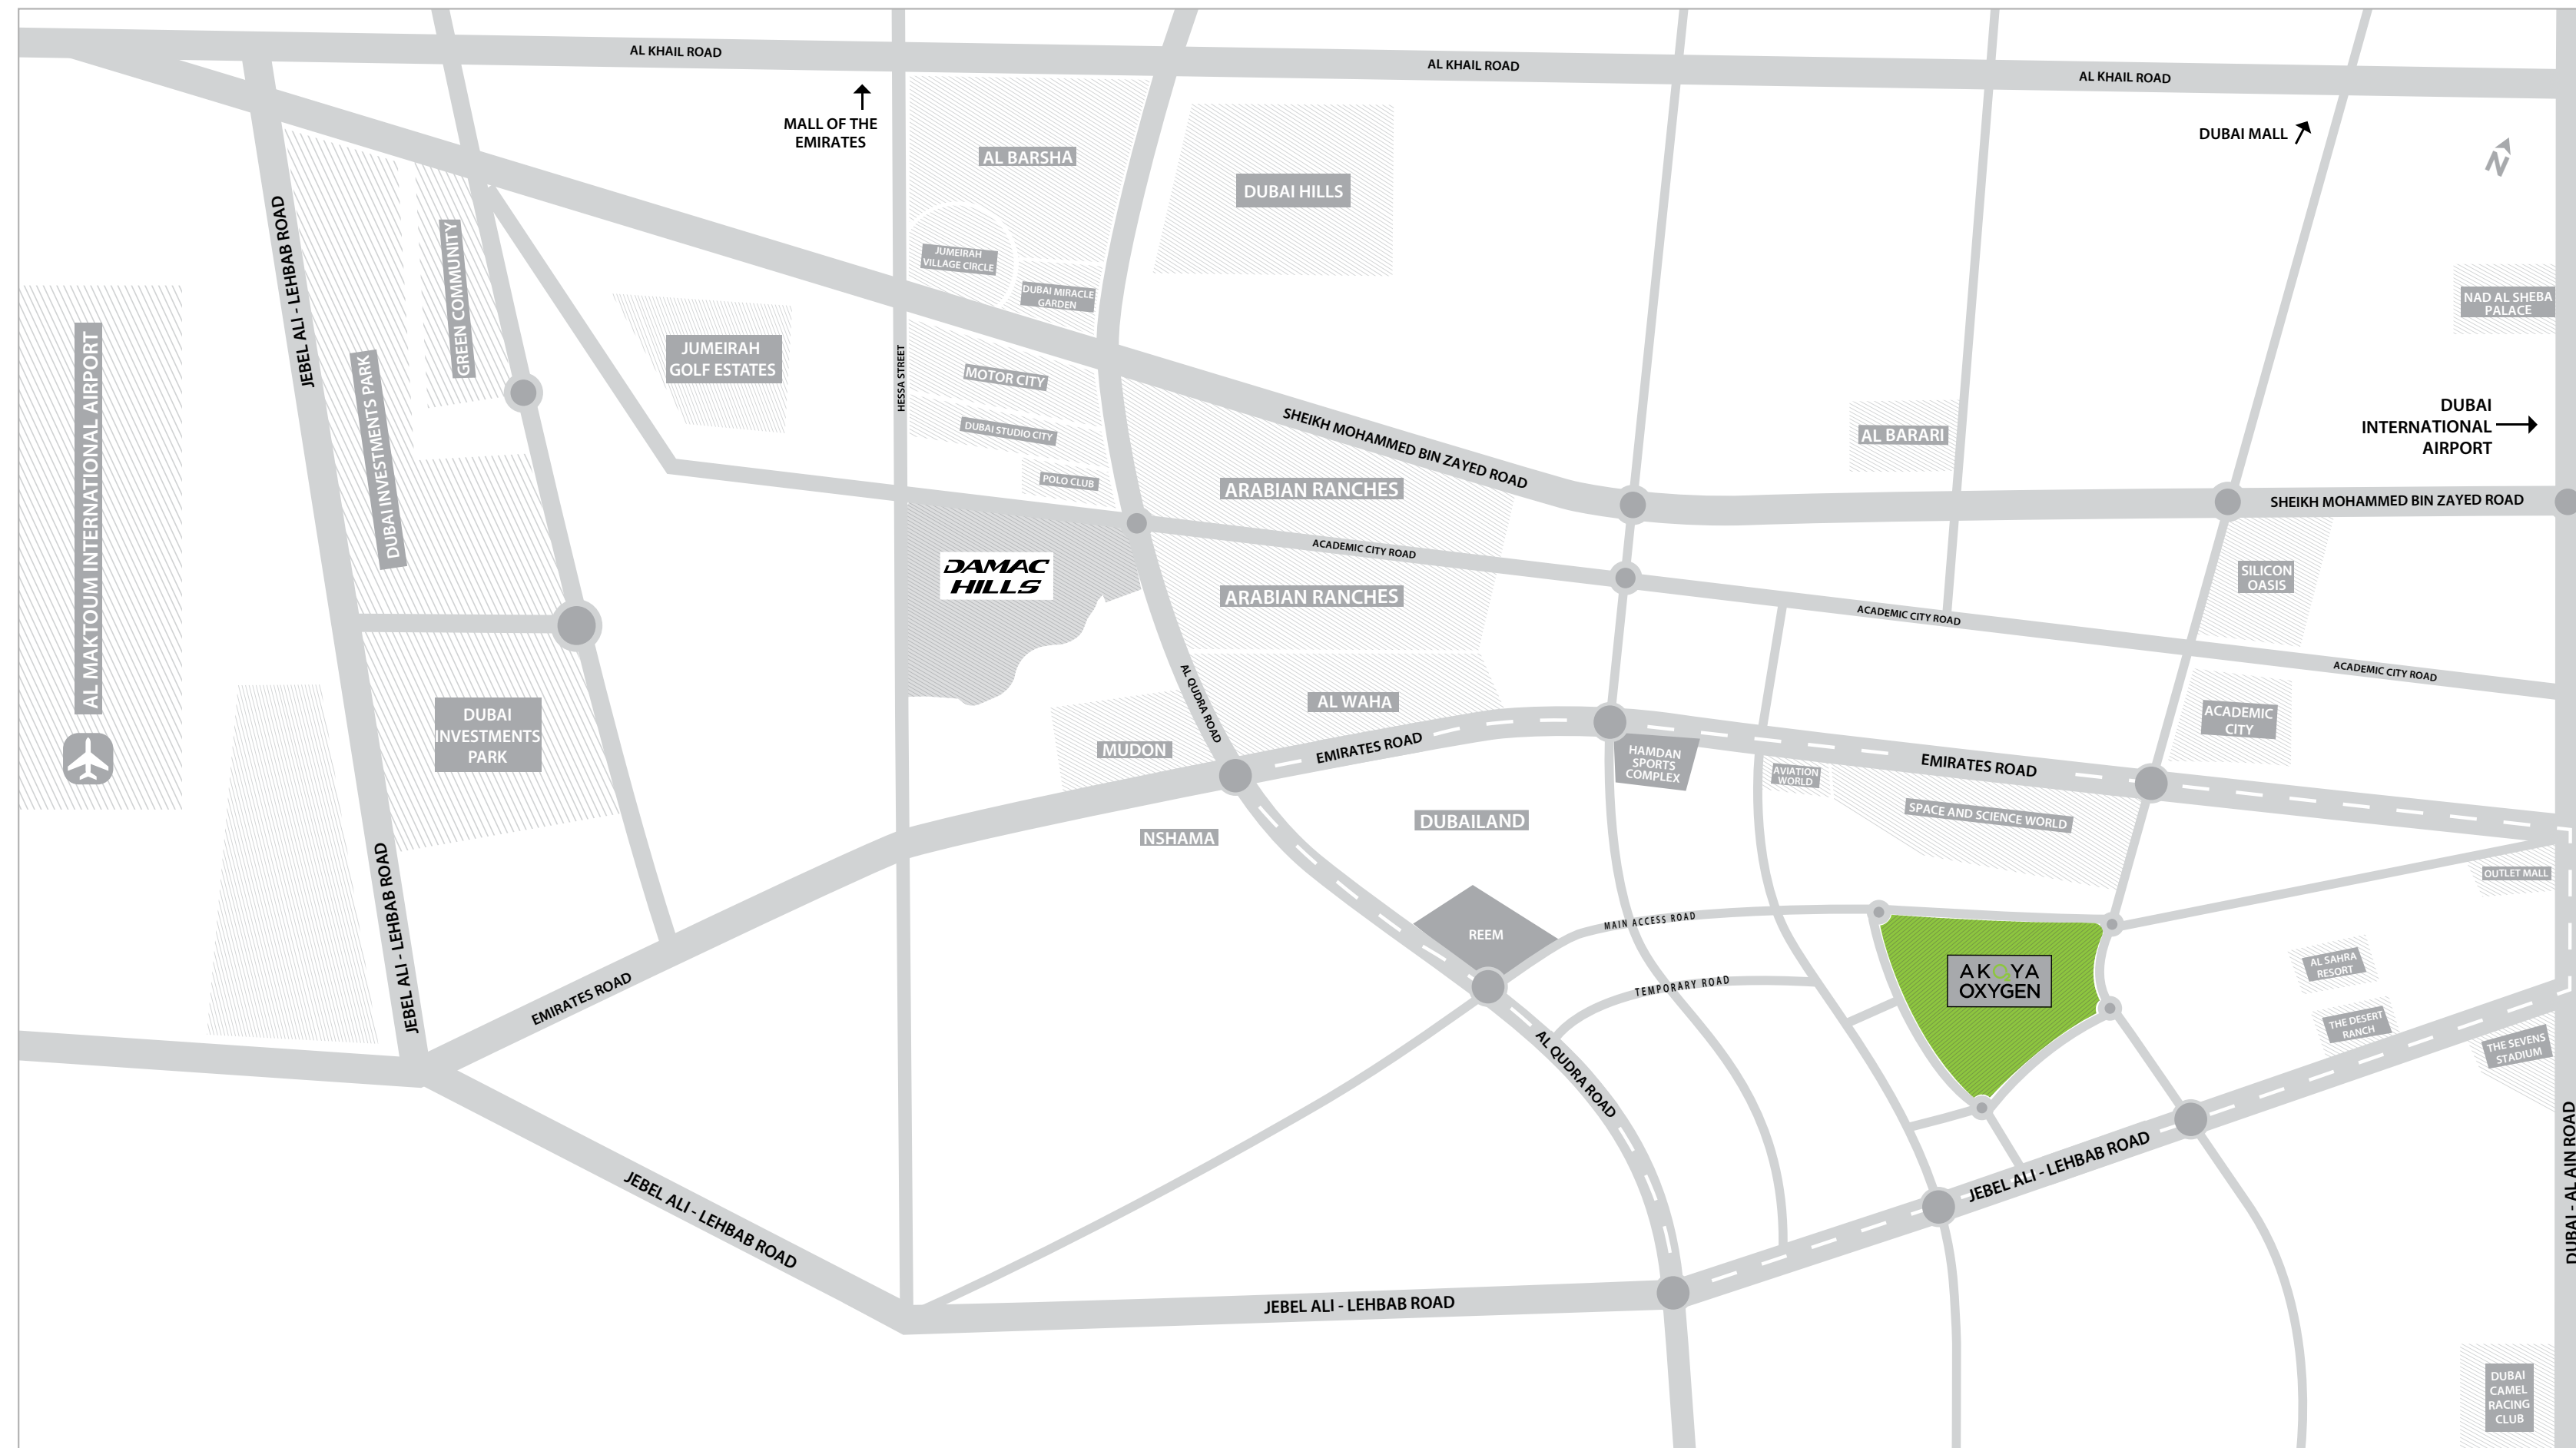 AL KHAIL ROAD
AL KHAIL ROAD
AL KHAIL ROAD
MALL OF THE
EMIRATES
DUBAI MALL
N
AL BARSHA
DUBAI HILLS
JUMEIRAH
VILLAGE CIRCLE
DUBAI MIRACLE
GARDEN
NAD AL SHEBA
PALACE
JEBEL ALI - LEHBAB ROAD
GREEN COMMUNITY
AL MAKTOUM INTERNATIONAL AIRPORT
DUBAI INVESTMENTS PARK
JUMEIRAH
GOLF ESTATES
HESSA STREET
MOTOR CITY
DUBAI STUDIO CITY
POLO CLUB
SHEIKH MOHAMMED BIN ZAYED ROAD
AL BARARI
DUBAI
INTERNATIONAL
AIRPORT
ARABIAN RANCHES
SHEIKH MOHAMMED BIN ZAYED ROAD
ACADEMIC CITY ROAD
DAMAC
HILLS
ARABIAN RANCHES
SILICON
OASIS
ACADEMIC CITY ROAD
ACADEMIC CITY ROAD
AL QUDRA ROAD
AL WAHA
DUBAI
INVESTMENTS
PARK
ACADEMIC
CITY
MUDON
EMIRATES ROAD
HAMDAN
SPORTS
COMPLEX
AVIATION
WORLD
EMIRATES ROAD
SPACE AND SCIENCE WORLD
NSHAMA
DUBAILAND
OUTLET MALL
JEBEL ALI - LEHBAB ROAD
REEM
MAIN ACCESS ROAD
TEMPORARY ROAD
AKOYA
OXYGEN
AL SAHRA
RESORT
THE DESERT
RANCH
THE SEVENS
STADIUM
EMIRATES ROAD
AL QUDRA ROAD
JEBEL ALI - LEHBAB ROAD
JEBEL ALI - LEHBAB ROAD
JEBEL ALI - LEHBAB ROAD
DUBAI - AL AIN ROAD
DUBAI
CAMEL
RACING
CLUB